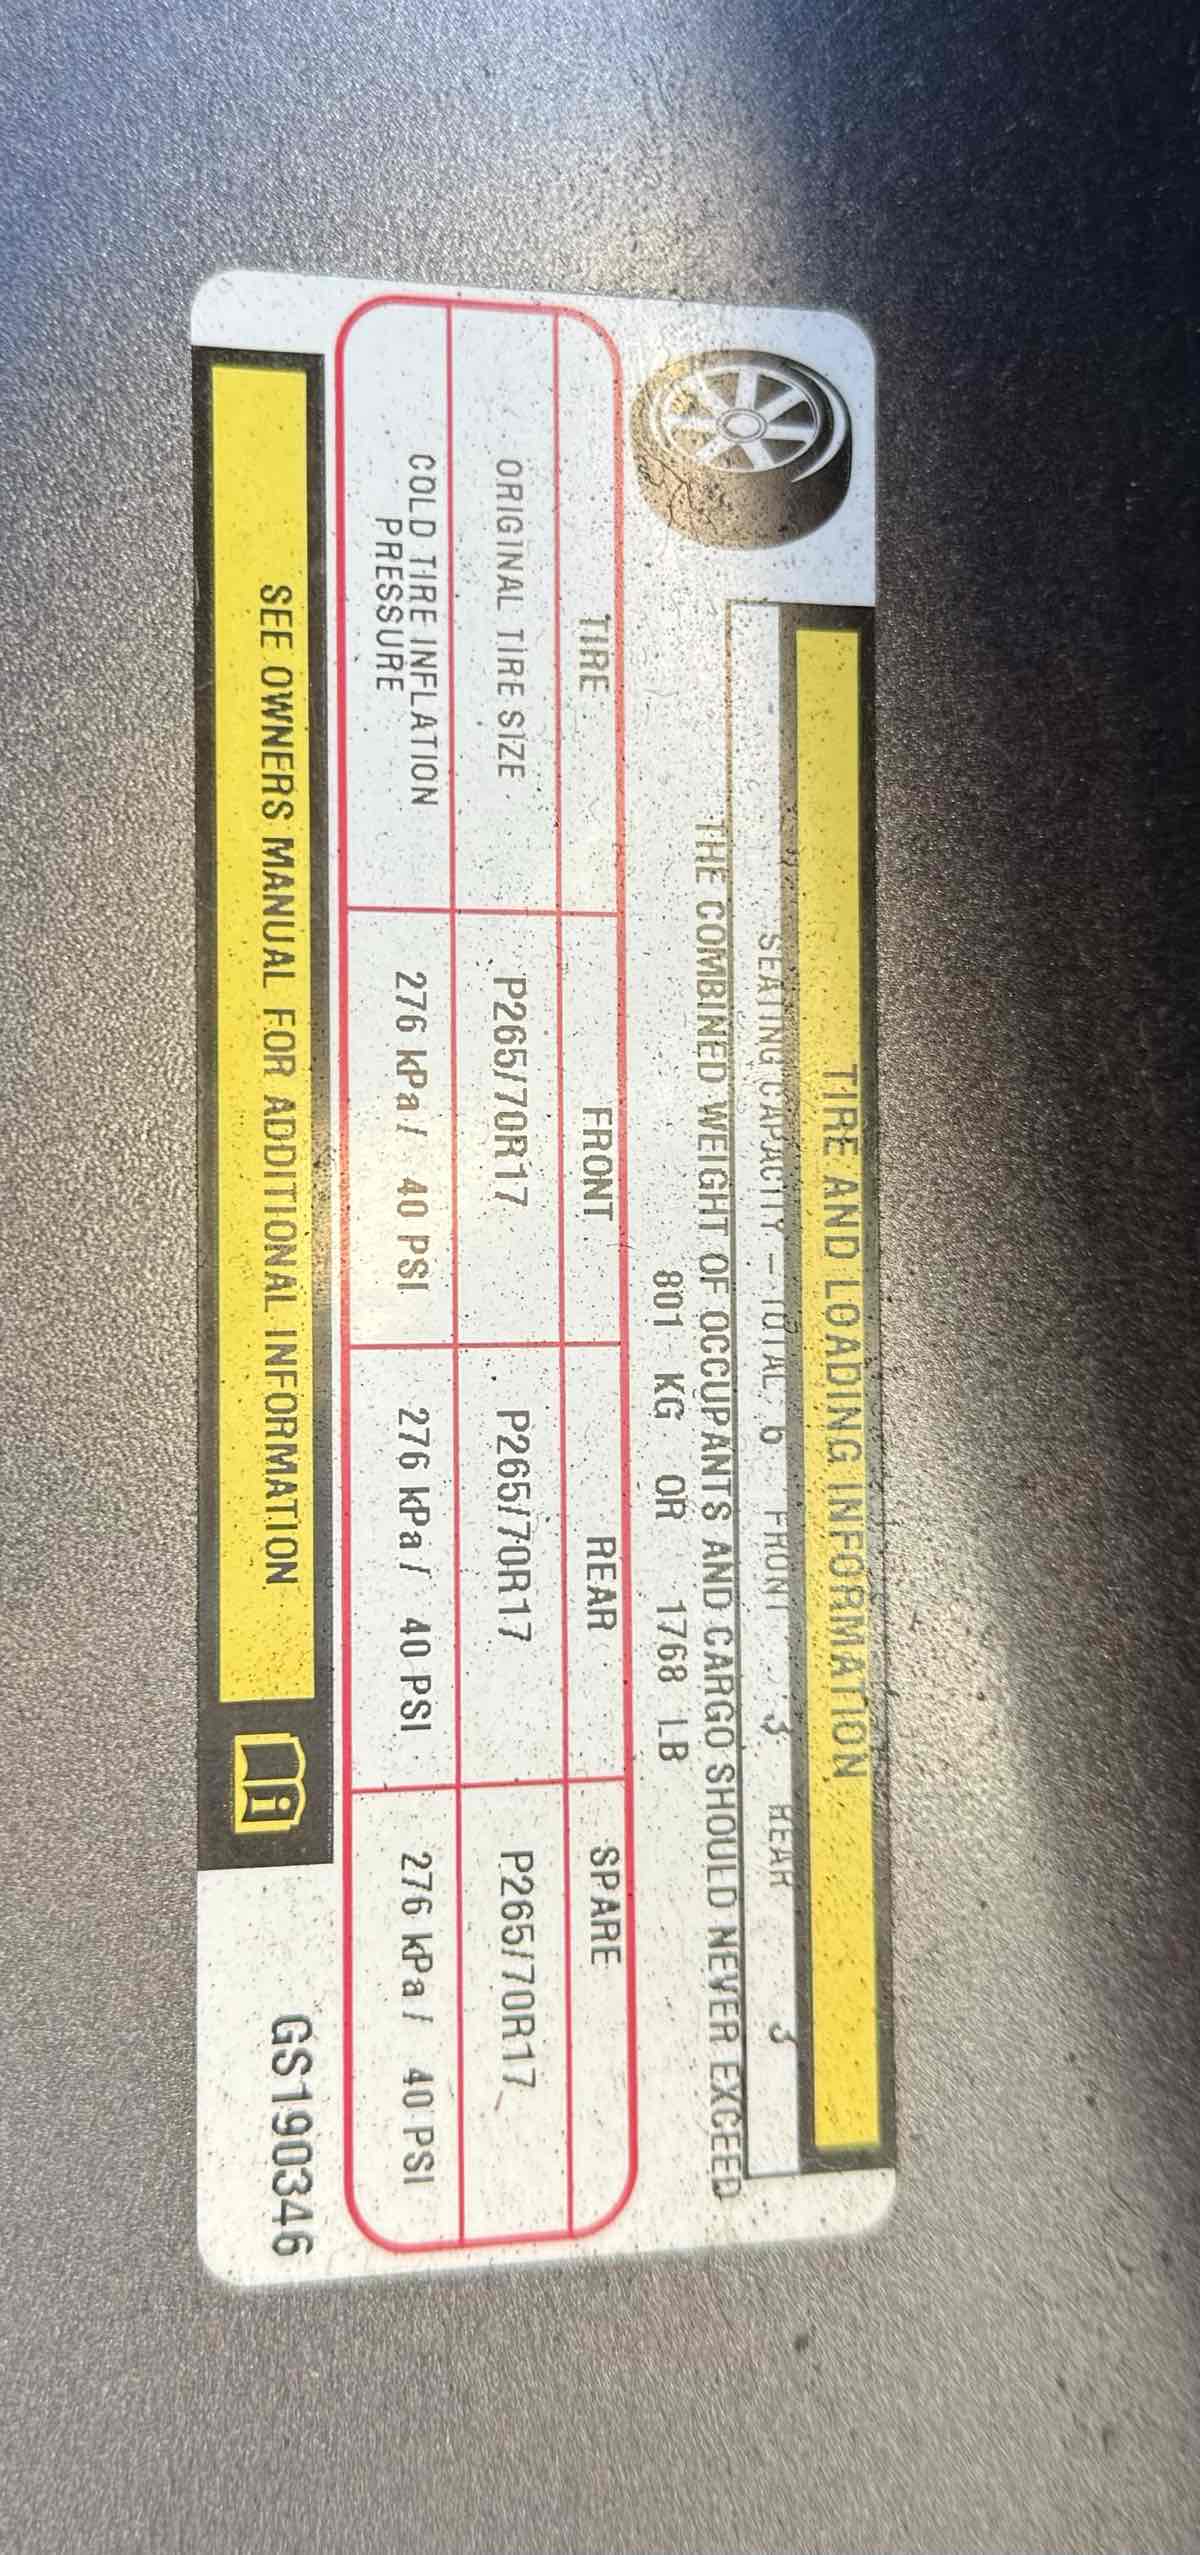 TIRE AND LOADING INFORMATION
SEATING CAPACITY – TOTAL 6 FRONT 3 REAR 3
THE COMBINED WEIGHT OF OCCUPANTS AND CARGO SHOULD NEVER EXCEED
801 KG OR 1768 LB
TIRE FRONT REAR SPARE
ORIGINAL TIRE SIZE P265/70R17 P265/70R17 P265/70R17
COLD TIRE INFLATION PRESSURE 276 kPa / 40 PSI 276 kPa / 40 PSI 276 kPa / 40 PSI
SEE OWNERS MANUAL FOR ADDITIONAL INFORMATION
GS190346